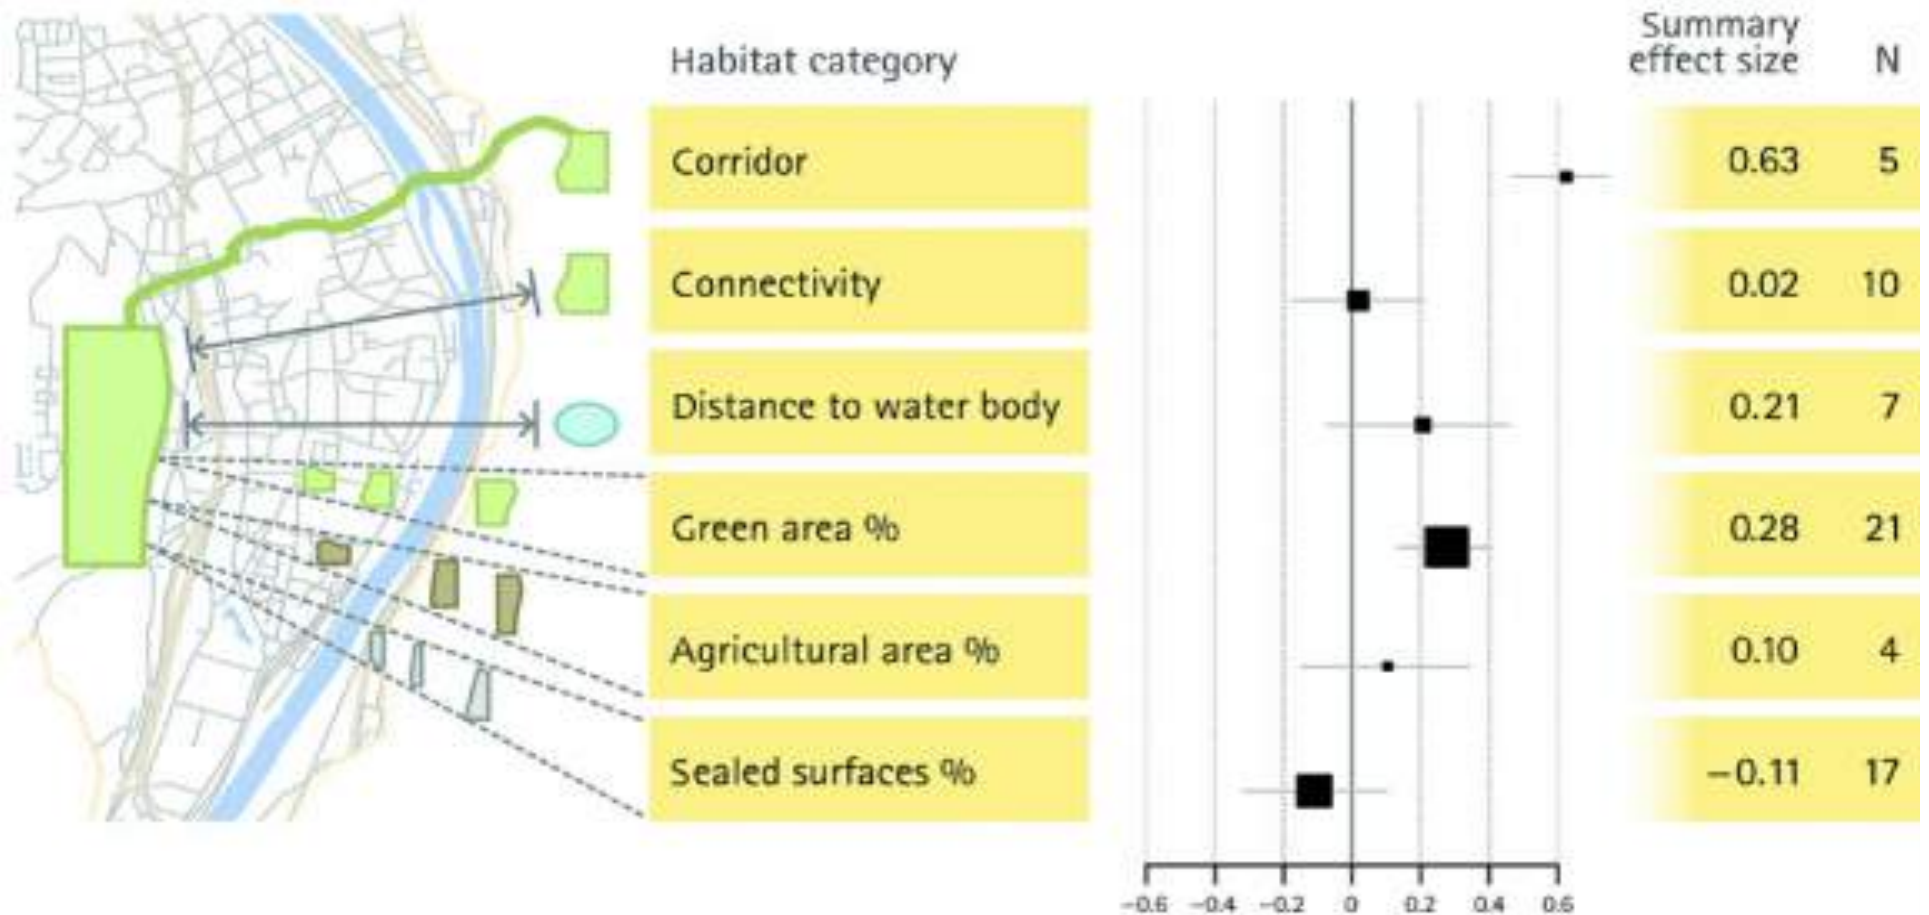 Habitat category
Summary
effect size N
Corridor 0.63 5
Connectivity 0.02 10
Distance to water body 0.21 7
Green area % 0.28 21
Agricultural area % 0.10 4
Sealed surfaces % −0.11 17
−0.6 −0.4 −0.2 0 0.2 0.4 0.6